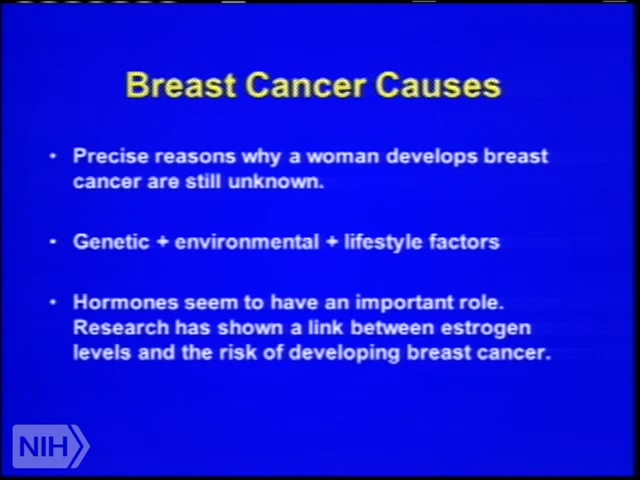 Breast Cancer Causes
• Precise reasons why a woman develops breast
cancer are still unknown.
• Genetic + environmental + lifestyle factors
• Hormones seem to have an important role.
Research has shown a link between estrogen
levels and the risk of developing breast cancer.
NIH